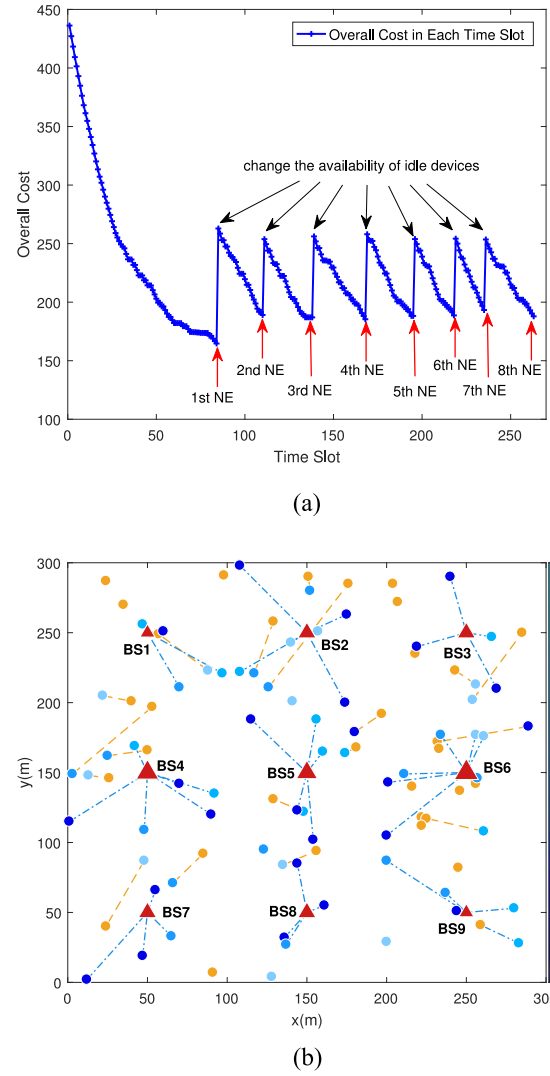 450
400
350
300
250
200
150
100
Overall Cost
Overall Cost in Each Time Slot
change the availability of idle devices
1st NE
2nd NE
3rd NE
4th NE
5th NE
6th NE
7th NE
8th NE
0 50 100 150 200 250
Time Slot
(a)
300
250
200
150
100
50
0
y(m)
BS1
BS2
BS3
BS4
BS5
BS6
BS7
BS8
BS9
0 50 100 150 200 250 30
x(m)
(b)